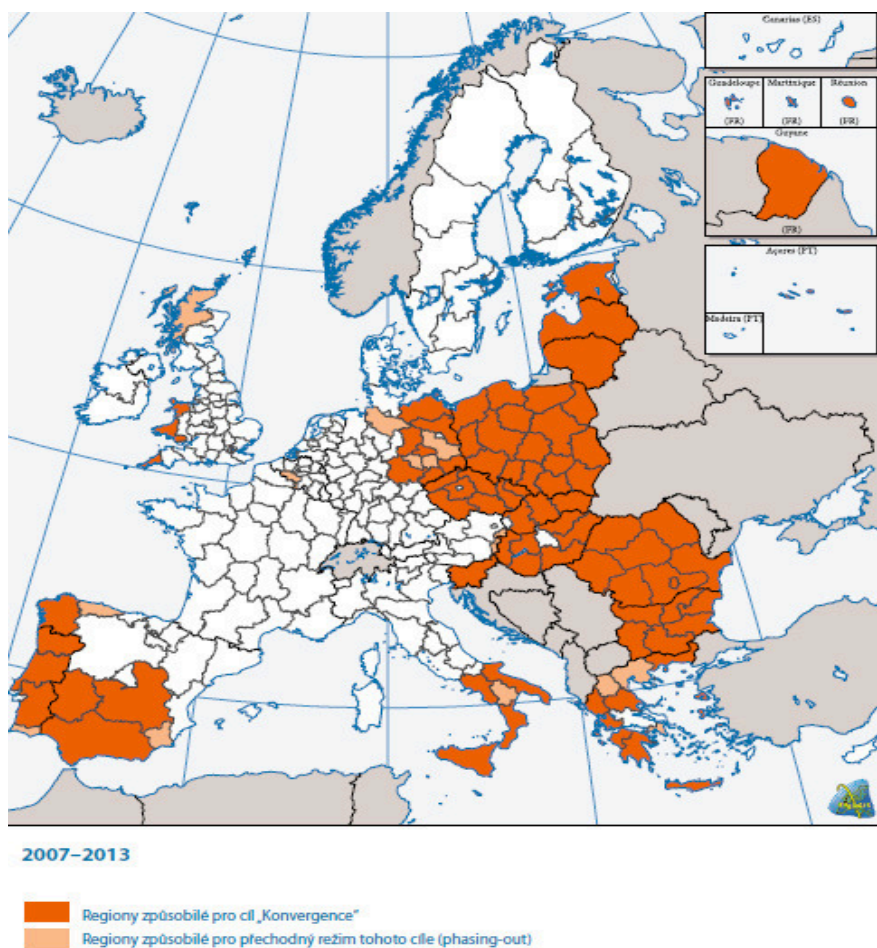 Canarias (ES)
Guadeloupe Martinique Réunion
(FR) (FR) (FR)
Guyane
(FR)
Açores (PT)
Madeira (PT)
2007–2013
Regiony způsobilé pro cíl „Konvergence“
Regiony způsobilé pro přechodný režim tohoto cíle (phasing-out)